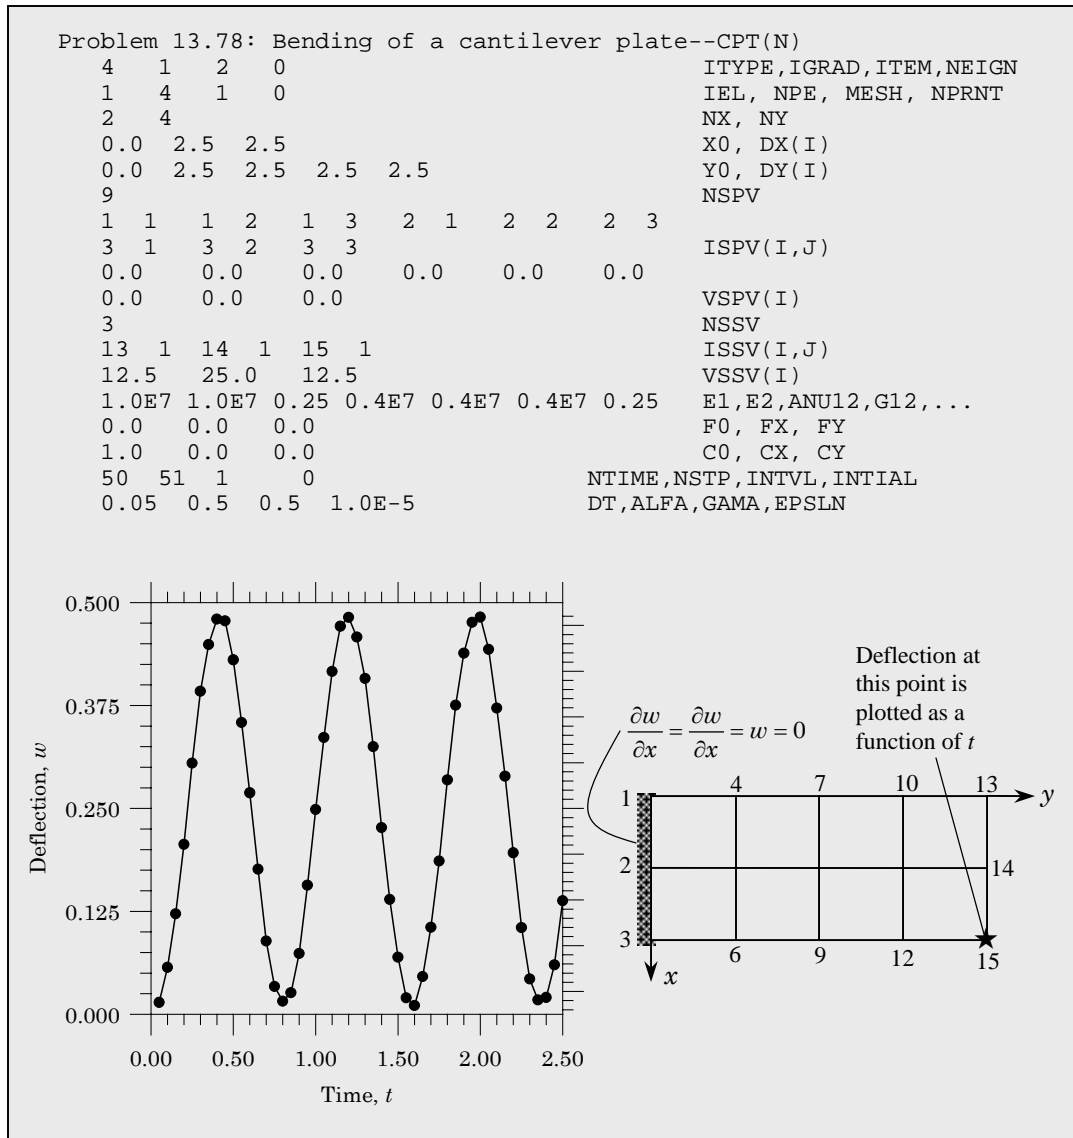 Problem 13.78: Bending of a cantilever plate--CPT(N)
4 1 2 0 ITYPE,IGRAD,ITEM,NEIGN
1 4 1 0 IEL, NPE, MESH, NPRNT
2 4 NX, NY
0.0 2.5 2.5 X0, DX(I)
0.0 2.5 2.5 2.5 2.5 Y0, DY(I)
9 NSPV
1 1 1 2 1 3 2 1 2 2 2 3
3 1 3 2 3 3 ISPV(I,J)
0.0 0.0 0.0 0.0 0.0 0.0
0.0 0.0 0.0 VSPV(I)
3 NSSV
13 1 14 1 15 1 ISSV(I,J)
12.5 25.0 12.5 VSSV(I)
1.0E7 1.0E7 0.25 0.4E7 0.4E7 0.4E7 0.25 E1,E2,ANU12,G12,...
0.0 0.0 0.0 F0, FX, FY
1.0 0.0 0.0 C0, CX, CY
50 51 1 0 NTIME,NSTP,INTVL,INTIAL
0.05 0.5 0.5 1.0E-5 DT,ALFA,GAMA,EPSLN
0.500
0.375
0.250
0.125
0.000
Deflection, w
0.00 0.50 1.00 1.50 2.00 2.50
Time, t
Deflection at
this point is
plotted as a
function of t
∂w/∂x = ∂w/∂x = w = 0
1 4 7 10 13 y
2 14
3 6 9 12 15
x